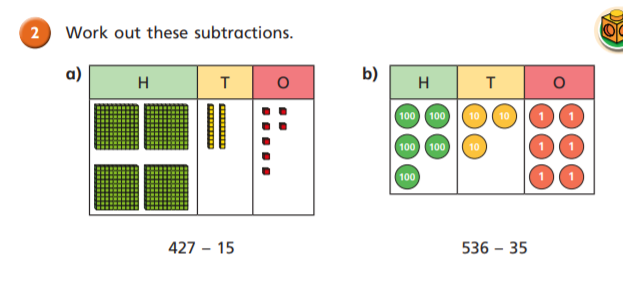 2 Work out these subtractions.
a) H T O
b) H T O
100 100 10 10 1 1
100 100 10 1 1
100 1 1
427 – 15
536 – 35